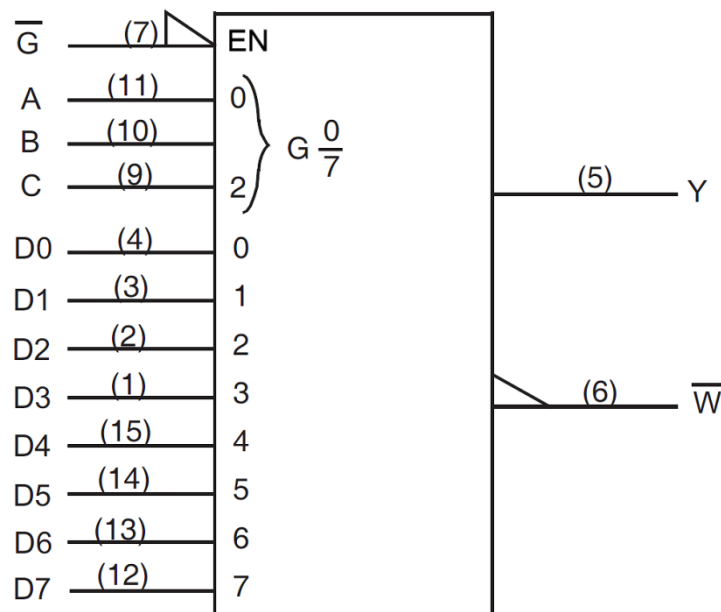 G̅ (7) EN
A (11) 0
B (10) G 0/7
C (9) 2
(5) Y
D0 (4) 0
D1 (3) 1
D2 (2) 2
D3 (1) 3
(6) W̅
D4 (15) 4
D5 (14) 5
D6 (13) 6
D7 (12) 7